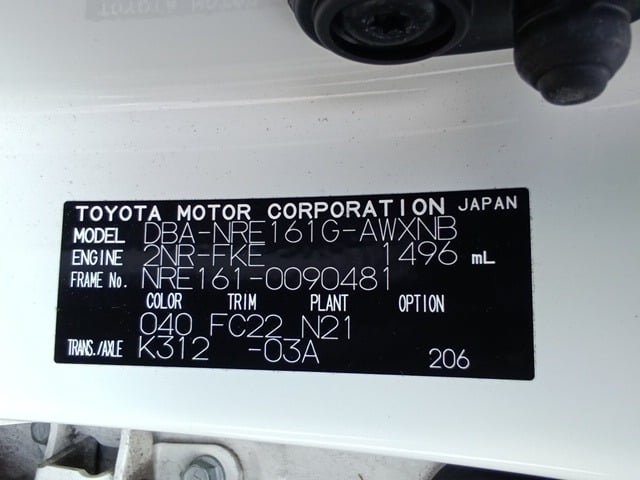 TOYOTA MOTOR CORPORATION JAPAN
MODEL DBA-NRE161G-AWXNB
ENGINE 2NR-FKE 1496 mL
FRAME No. NRE161-0090481
COLOR TRIM PLANT OPTION
040 FC22 N21
TRANS./AXLE K312 -03A 206